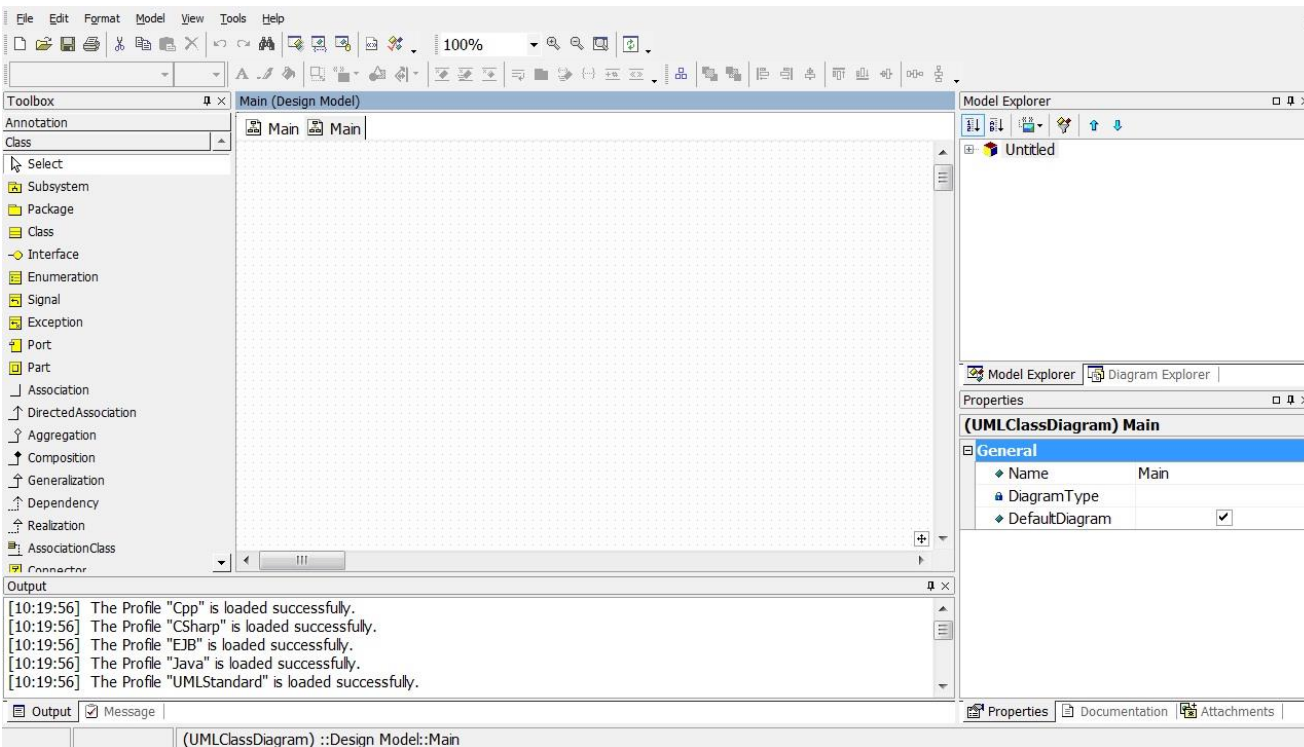 File Edit Format Model View Tools Help
100%
Toolbox
Annotation
Class
Select
Subsystem
Package
Class
Interface
Enumeration
Signal
Exception
Port
Part
Association
DirectedAssociation
Aggregation
Composition
Generalization
Dependency
Realization
AssociationClass
Connector
Main (Design Model)
Main Main
Model Explorer
Untitled
Model Explorer Diagram Explorer
Properties
(UMLClassDiagram) Main
General
Name Main
DiagramType
DefaultDiagram
Output
[10:19:56] The Profile "Cpp" is loaded successfully.
[10:19:56] The Profile "CSharp" is loaded successfully.
[10:19:56] The Profile "EJB" is loaded successfully.
[10:19:56] The Profile "Java" is loaded successfully.
[10:19:56] The Profile "UMLStandard" is loaded successfully.
Output Message
Properties Documentation Attachments
(UMLClassDiagram) ::Design Model::Main